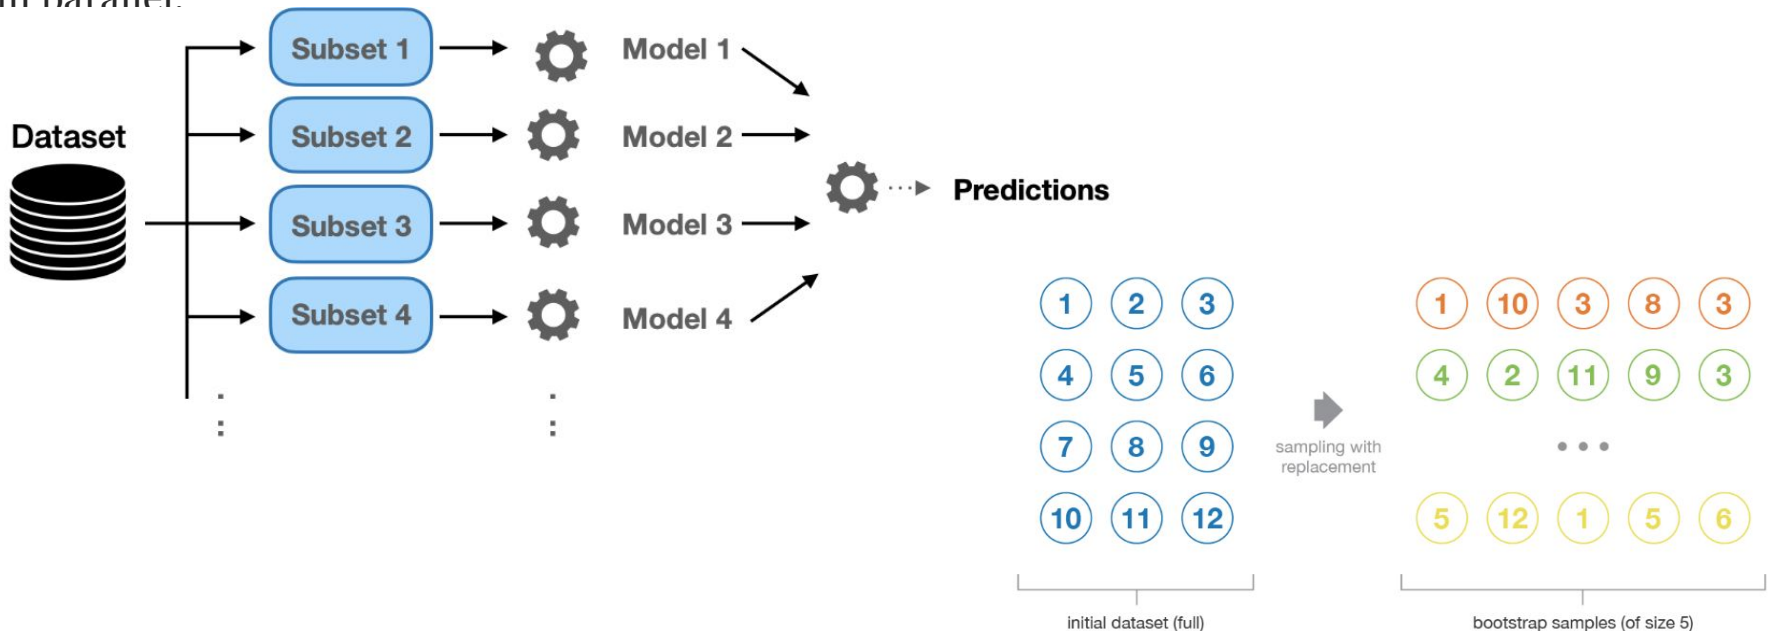 Dataset
Subset 1
Model 1
Subset 2
Model 2
Subset 3
Model 3
Subset 4
Model 4
Predictions
1 2 3
4 5 6
7 8 9
10 11 12
initial dataset (full)
sampling with
replacement
1 10 3 8 3
4 2 11 9 3
5 12 1 5 6
bootstrap samples (of size 5)